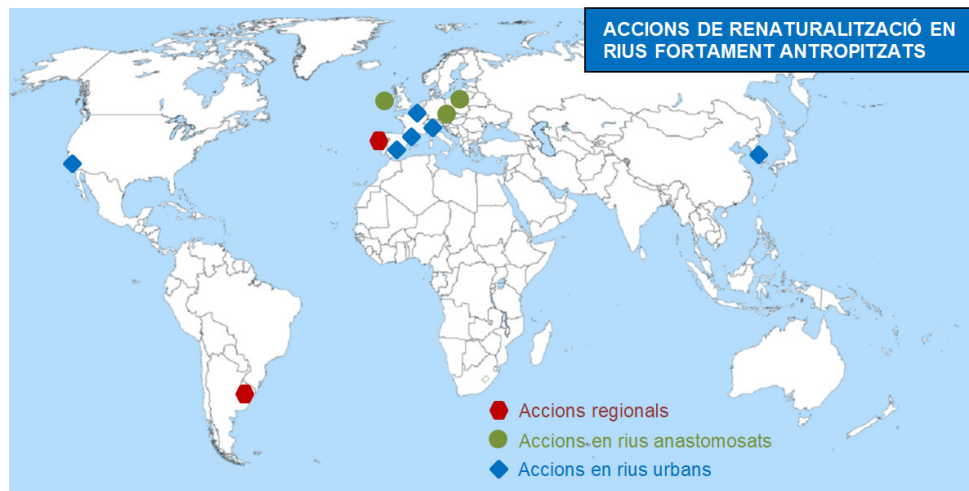 ACCIONS DE RENATURALITZACIÓ EN
RIUS FORTAMENT ANTROPITZATS
Accions regionals
Accions en rius anastomosats
Accions en rius urbans